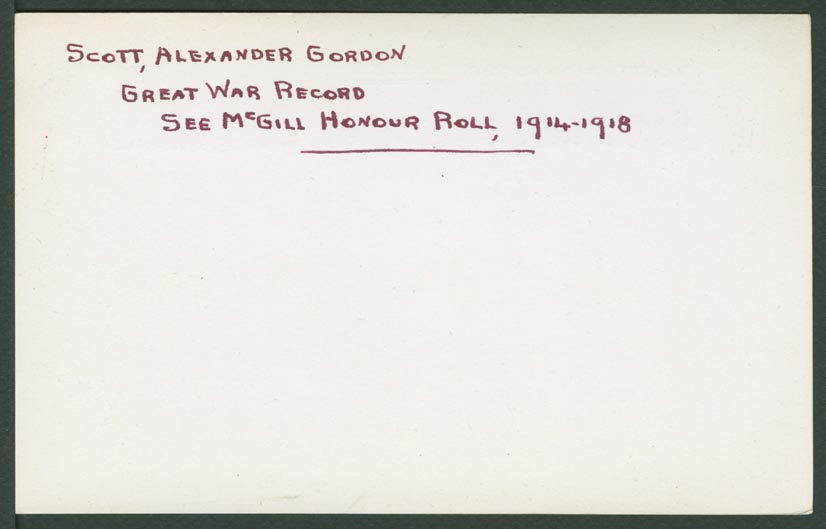 Scott, Alexander Gordon
Great War Record
See McGill Honour Roll, 1914-1918